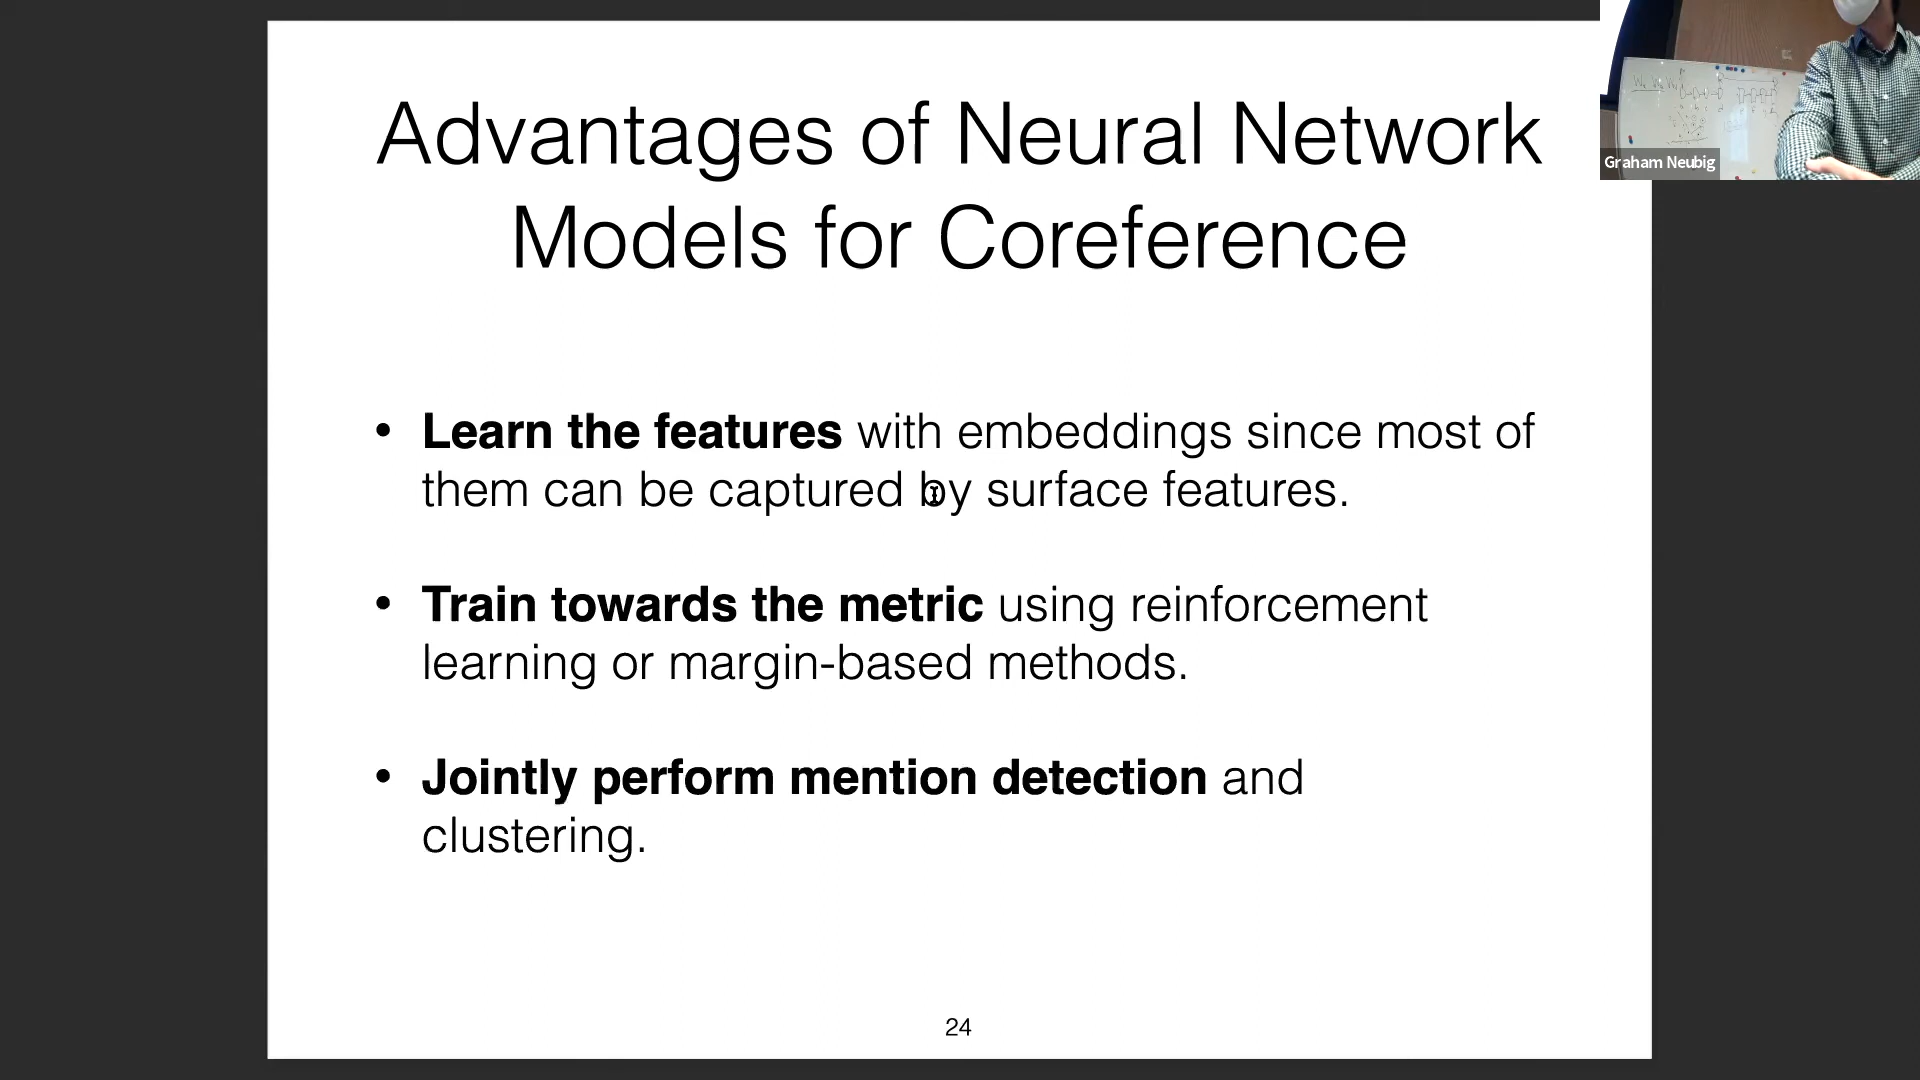 Advantages of Neural Network
Models for Coreference
• Learn the features with embeddings since most of
them can be captured by surface features.
• Train towards the metric using reinforcement
learning or margin-based methods.
• Jointly perform mention detection and
clustering.
24
Graham Neubig